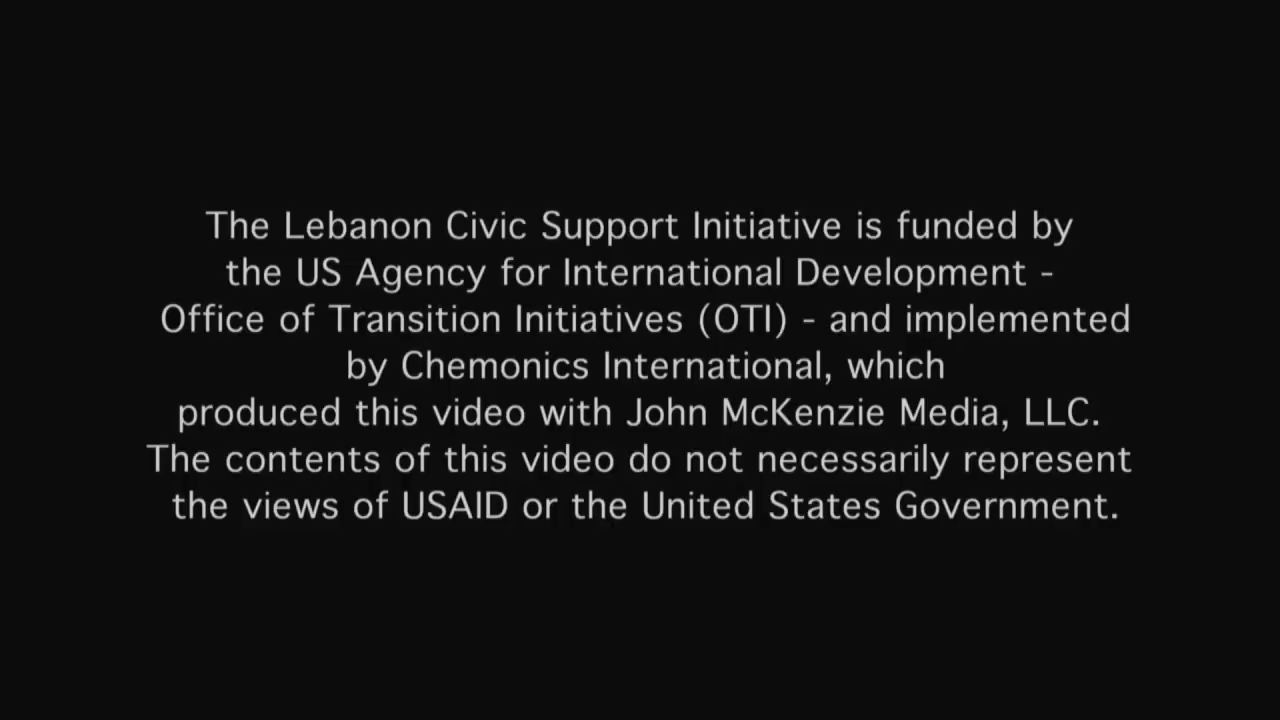 The Lebanon Civic Support Initiative is funded by
the US Agency for International Development -
Office of Transition Initiatives (OTI) - and implemented
by Chemonics International, which
produced this video with John McKenzie Media, LLC.
The contents of this video do not necessarily represent
the views of USAID or the United States Government.